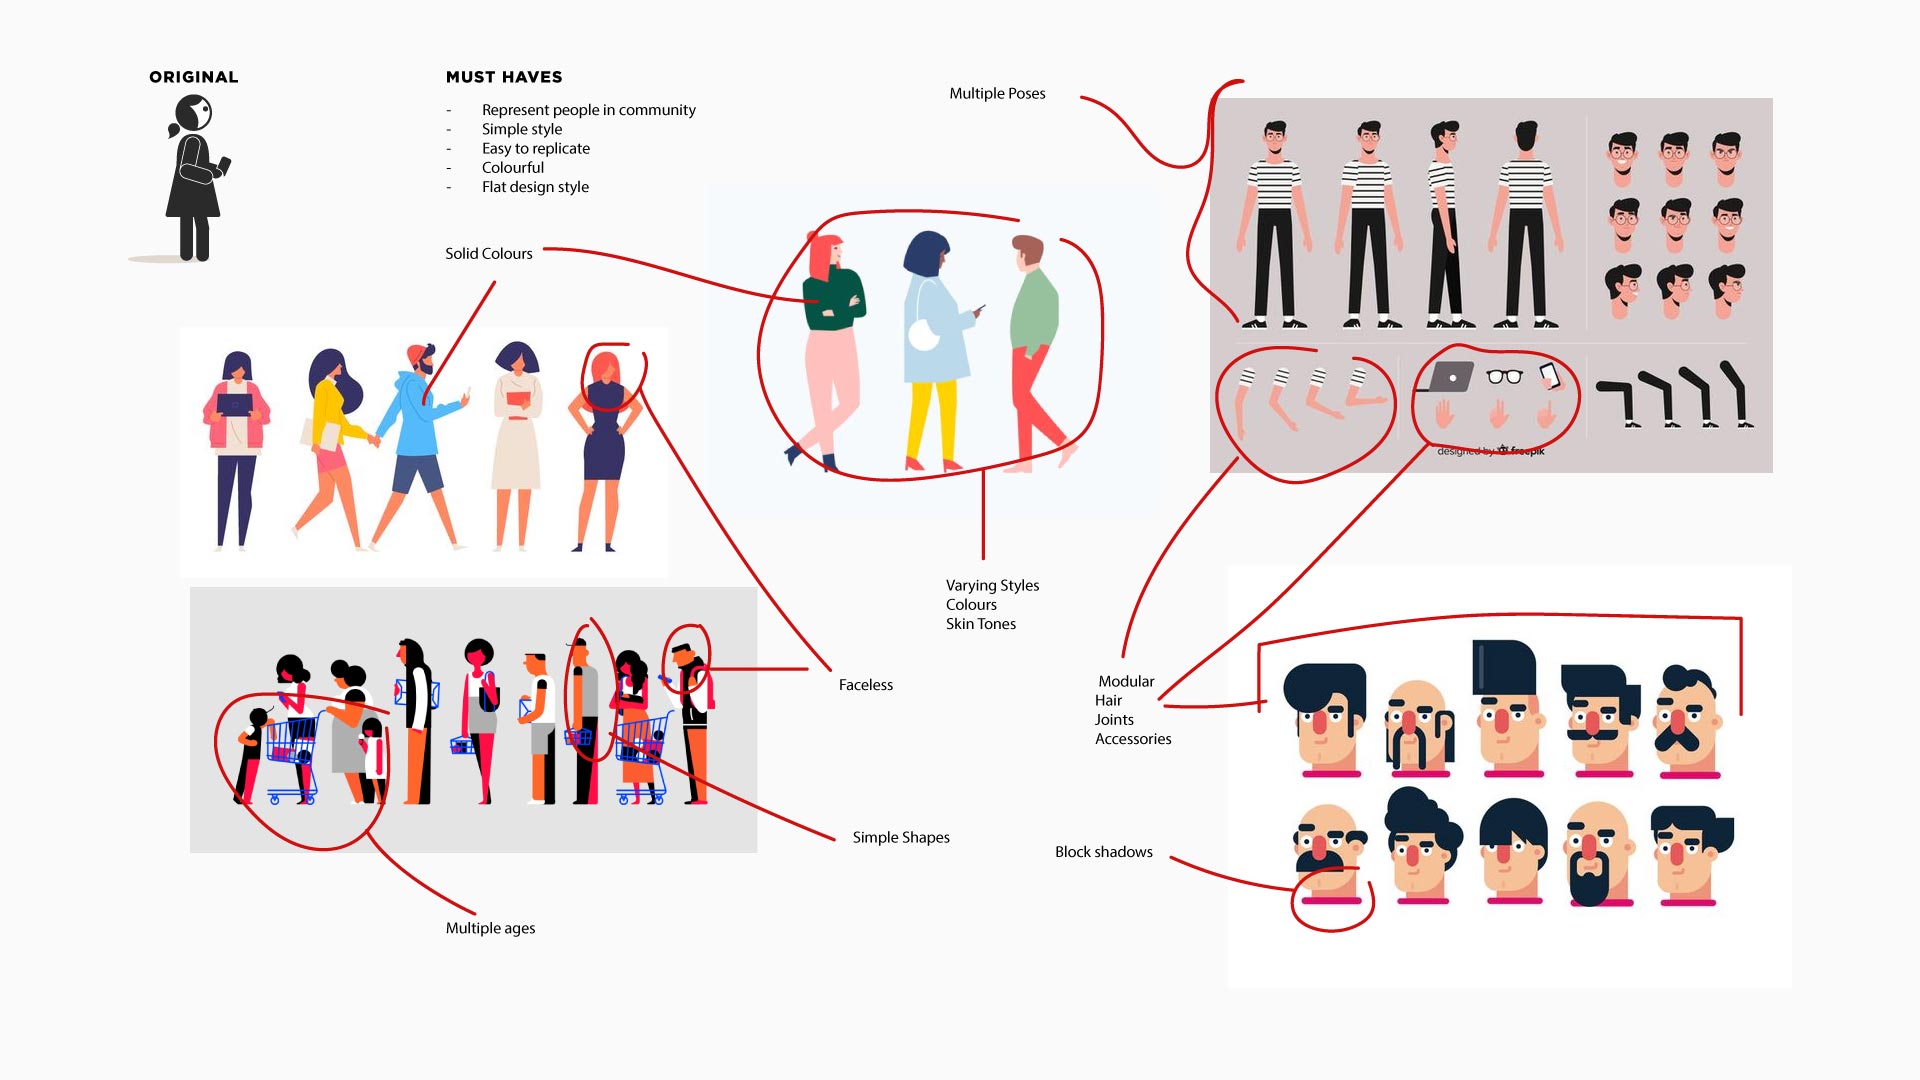 ORIGINAL
MUST HAVES
- Represent people in community
- Simple style
- Easy to replicate
- Colourful
- Flat design style
Multiple Poses
Solid Colours
designed by freepik
Varying Styles
Colours
Skin Tones
Faceless
Modular
Hair
Joints
Accessories
Simple Shapes
Block shadows
Multiple ages